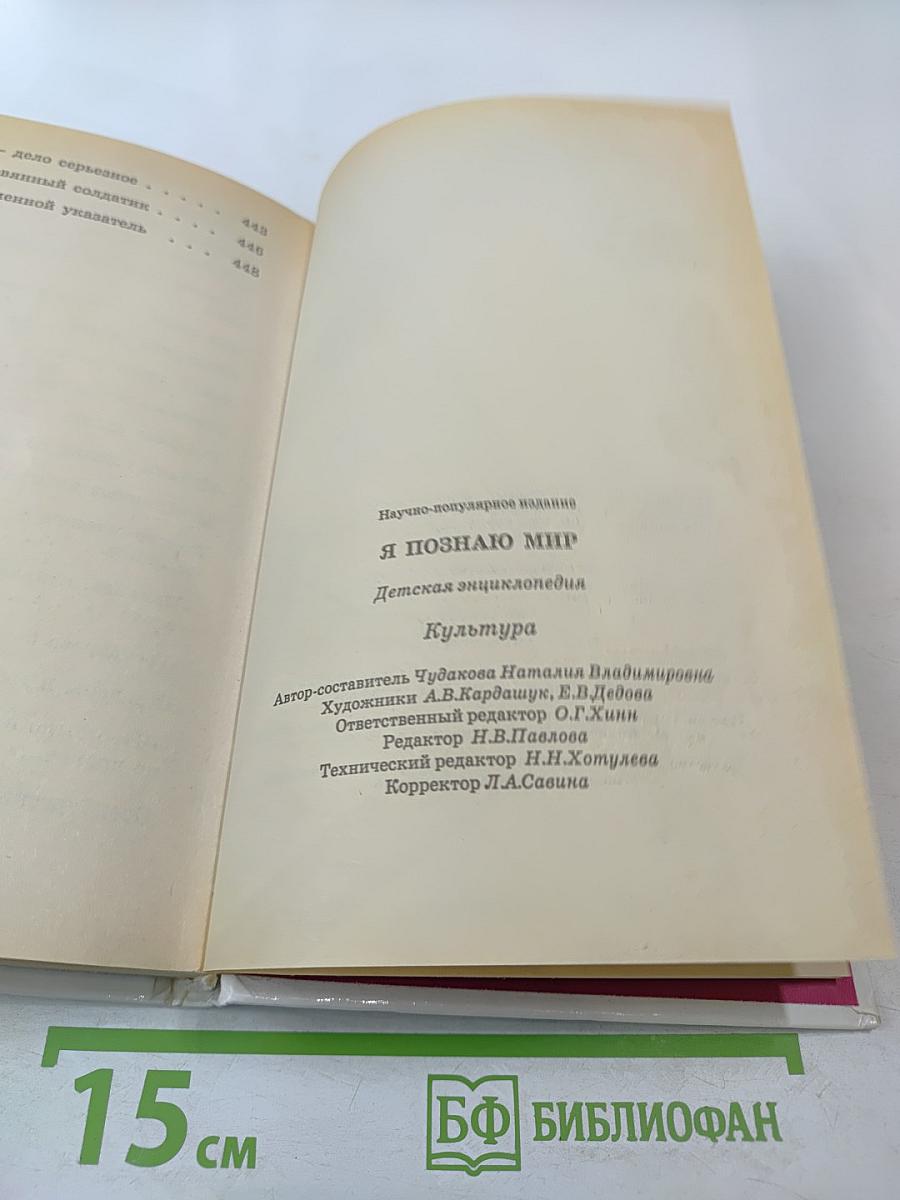 – дело серьезное . . . . . 443
вянный солдатик . . . . 446
менной указатель . . . 448
Научно-популярное издание
Я ПОЗНАЮ МИР
Детская энциклопедия
Культура
Автор-составитель Чудакова Наталия Владимировна
Художники А.В.Кардашук, Е.В.Дедова
Ответственный редактор О.Г.Хинн
Редактор Н.В.Павлова
Технический редактор Н.Н.Хотулева
Корректор Л.А.Савина
15 см
БФ БИБЛИОФАН